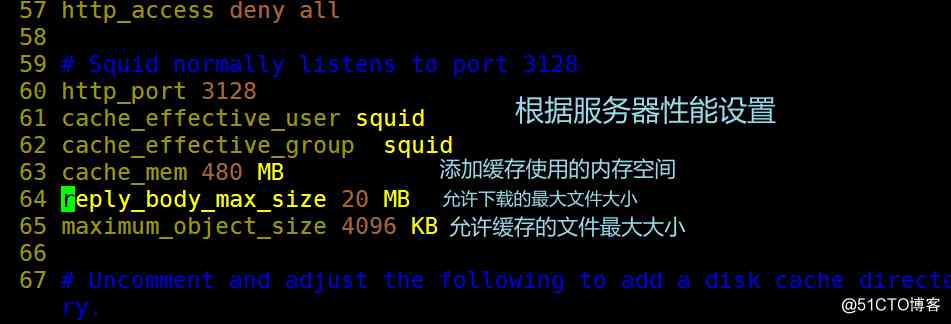 57 http_access deny all
58
59 # Squid normally listens to port 3128
60 http_port 3128
根据服务器性能设置
61 cache_effective_user squid
62 cache_effective_group  squid
63 cache_mem 480 MB 添加缓存使用的内存空间
64 reply_body_max_size 20 MB 允许下载的最大文件大小
65 maximum_object_size 4096 KB 允许缓存的文件最大大小
66
67 # Uncomment and adjust the following to add a disk cache directo
ry.
@51CTO博客